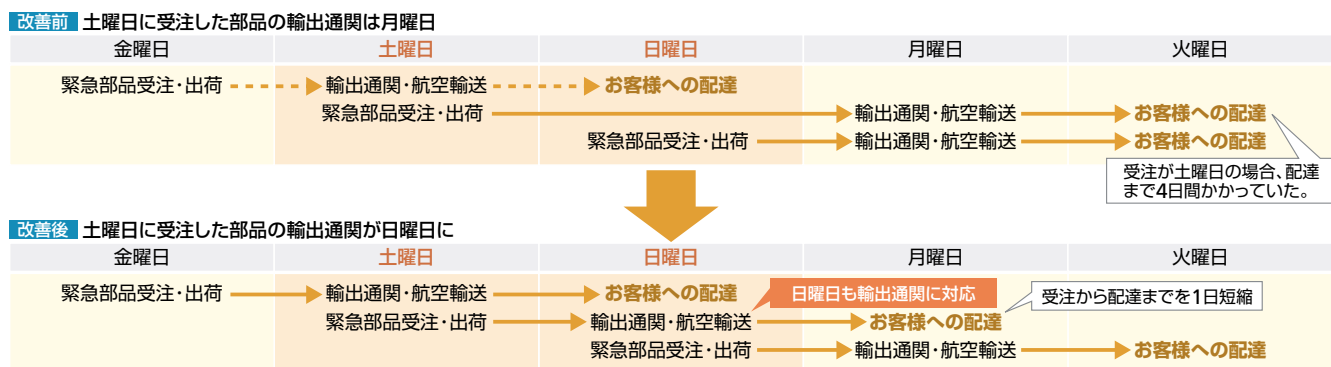 改善前 土曜日に受注した部品の輸出通関は月曜日
金曜日 土曜日 日曜日 月曜日 火曜日
緊急部品受注・出荷 輸出通関・航空輸送 お客様への配達
緊急部品受注・出荷 輸出通関・航空輸送 お客様への配達
緊急部品受注・出荷 輸出通関・航空輸送 お客様への配達
受注が土曜日の場合、配達
まで4日間かかっていた。
改善後 土曜日に受注した部品の輸出通関が日曜日に
金曜日 土曜日 日曜日 月曜日 火曜日
緊急部品受注・出荷 輸出通関・航空輸送 お客様への配達 日曜日も輸出通関に対応 受注から配達までを1日短縮
緊急部品受注・出荷 輸出通関・航空輸送 お客様への配達
緊急部品受注・出荷 輸出通関・航空輸送 お客様への配達